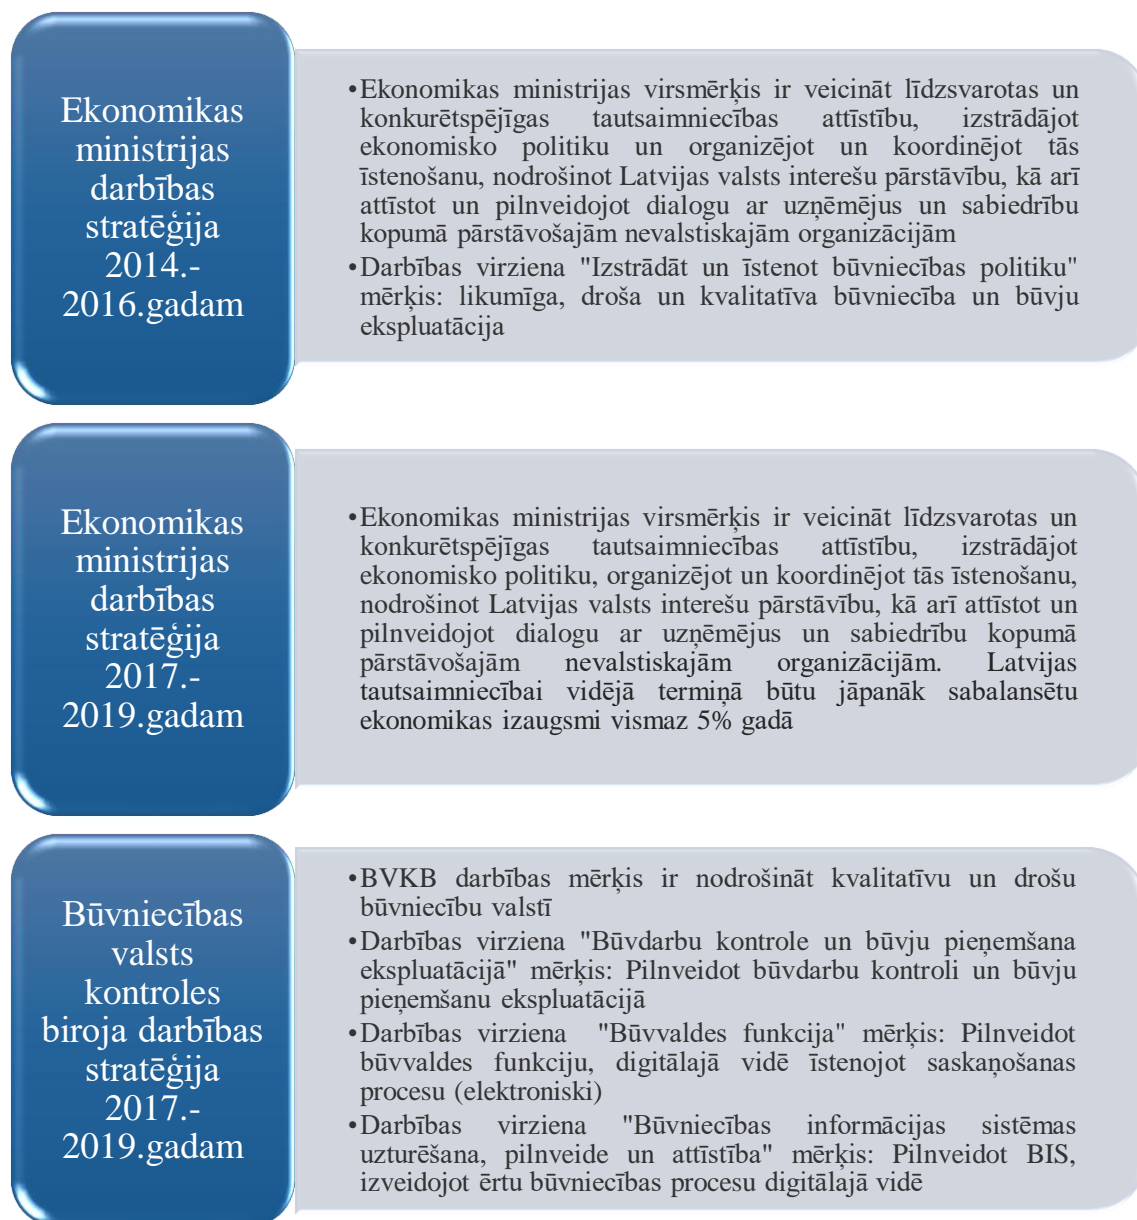 Ekonomikas
ministrijas
darbības
stratēģija
2014.-
2016.gadam
•Ekonomikas ministrijas virsmērķis ir veicināt līdzsvarotas un
konkurētspējīgas tautsaimniecības attīstību, izstrādājot
ekonomisko politiku un organizējot un koordinējot tās
īstenošanu, nodrošinot Latvijas valsts interešu pārstāvību, kā arī
attīstot un pilnveidojot dialogu ar uzņēmējus un sabiedrību
kopumā pārstāvošajām nevalstiskajām organizācijām
•Darbības virziena "Izstrādāt un īstenot būvniecības politiku"
mērķis: likumīga, droša un kvalitatīva būvniecība un būvju
ekspluatācija
Ekonomikas
ministrijas
darbības
stratēģija
2017.-
2019.gadam
•Ekonomikas ministrijas virsmērķis ir veicināt līdzsvarotas un
konkurētspējīgas tautsaimniecības attīstību, izstrādājot
ekonomisko politiku, organizējot un koordinējot tās īstenošanu,
nodrošinot Latvijas valsts interešu pārstāvību, kā arī attīstot un
pilnveidojot dialogu ar uzņēmējus un sabiedrību kopumā
pārstāvošajām nevalstiskajām organizācijām. Latvijas
tautsaimniecībai vidējā termiņā būtu jāpanāk sabalansētu
ekonomikas izaugsmi vismaz 5% gadā
Būvniecības
valsts
kontroles
biroja darbības
stratēģija
2017.-
2019.gadam
•BVKB darbības mērķis ir nodrošināt kvalitatīvu un drošu
būvniecību valstī
•Darbības virziena "Būvdarbu kontrole un būvju pieņemšana
ekspluatācijā" mērķis: Pilnveidot būvdarbu kontroli un būvju
pieņemšanu ekspluatācijā
•Darbības virziena "Būvvaldes funkcija" mērķis: Pilnveidot
būvvaldes funkciju, digitālajā vidē īstenojot saskaņošanas
procesu (elektroniski)
•Darbības virziena "Būvniecības informācijas sistēmas
uzturēšana, pilnveide un attīstība" mērķis: Pilnveidot BIS,
izveidojot ērtu būvniecības procesu digitālajā vidē